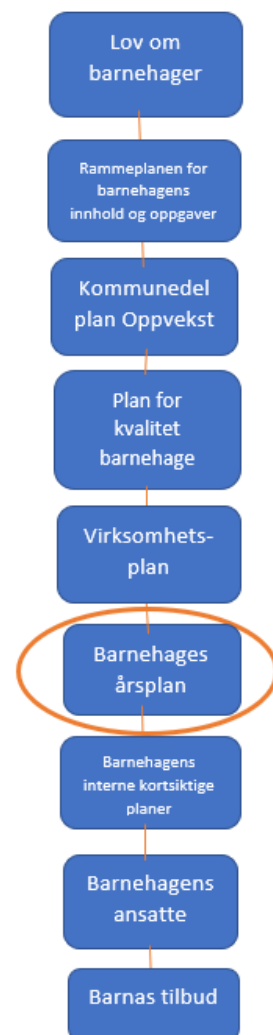 Lov om
barnehager
Rammeplanen for
barnehagens
innhold og oppgaver
Kommunedel
plan Oppvekst
Plan for
kvalitet
barnehage
Virksomhets-
plan
Barnehages
årsplan
Barnehagens
interne kortsiktige
planer
Barnehagens
ansatte
Barnas tilbud